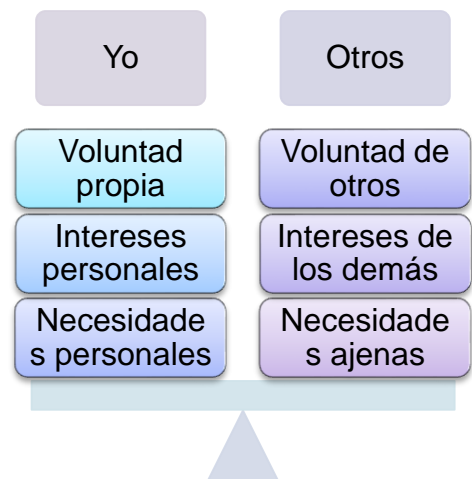 Yo
Otros
Voluntad
propia
Voluntad de
otros
Intereses
personales
Intereses de
los demás
Necesidade
s personales
Necesidade
s ajenas